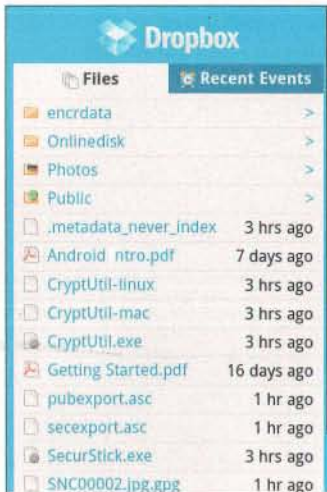 Dropbox
Files Recent Events
encrdata >
Onlinedisk >
Photos >
Public >
.metadata_never_index 3 hrs ago
Android ntro.pdf 7 days ago
CryptUtil-linux 3 hrs ago
CryptUtil-mac 3 hrs ago
CryptUtil.exe 3 hrs ago
Getting Started.pdf 16 days ago
pubexport.asc 1 hr ago
secexport.asc 1 hr ago
SecurStick.exe 3 hrs ago
SNC00002.jpg.gpg 1 hr ago